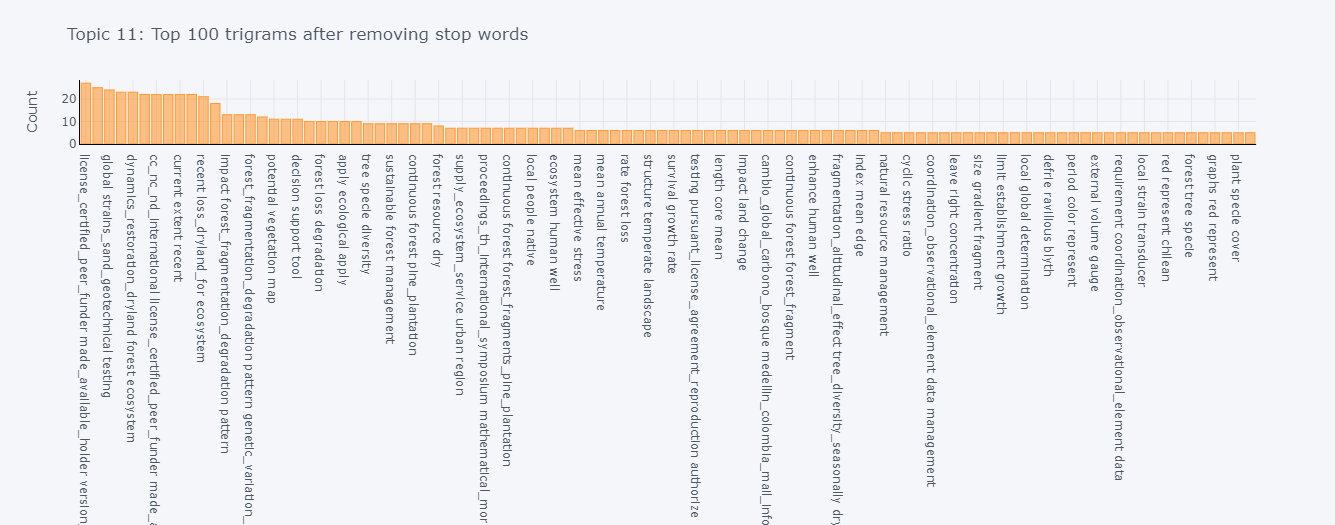 Topic 11: Top 100 trigrams after removing stop words
Count
20
10
0
license_certified_peer_funder made_available_holder version_
global strains_sand_geotechnical testing
dynamics_restoration_dryland forest ecosystem
cc_nc_nd_international license_certified_peer_funder made_a
current extent recent
recent loss_dryland_for ecosystem
impact forest_fragmentation_degradation pattern
forest_fragmentation_degradation pattern genetic_variation_
potential vegetation map
decision support tool
forest loss degradation
apply ecological apply
tree specie diversity
sustainable forest management
continuous forest pine_plantation
forest resource dry
supply_ecosystem_service urban region
proceedings_th_international_symposium mathematical_mor
continuous forest forest_fragments_pine_plantation
local people native
ecosystem human well
mean effective stress
mean annual temperature
rate forest loss
structure temperate landscape
survival growth rate
testing pursuant_license_agreement_reproduction authorize
length core mean
impact land change
cambio_global_carbono_bosque medellin_colombia_mail_info
continuous forest forest_fragment
enhance human well
fragmentation_altitudinal_effect tree_diversity_seasonally dry
index mean edge
natural resource management
cyclic stress ratio
coordination_observational_element data management
leave right concentration
size gradient fragment
limit establishment growth
local global determination
defrie ravilious blyth
period color represent
external volume gauge
requirement coordination_observational_element data
local strain transducer
red represent chilean
forest tree specie
graphs red represent
plant specie cover